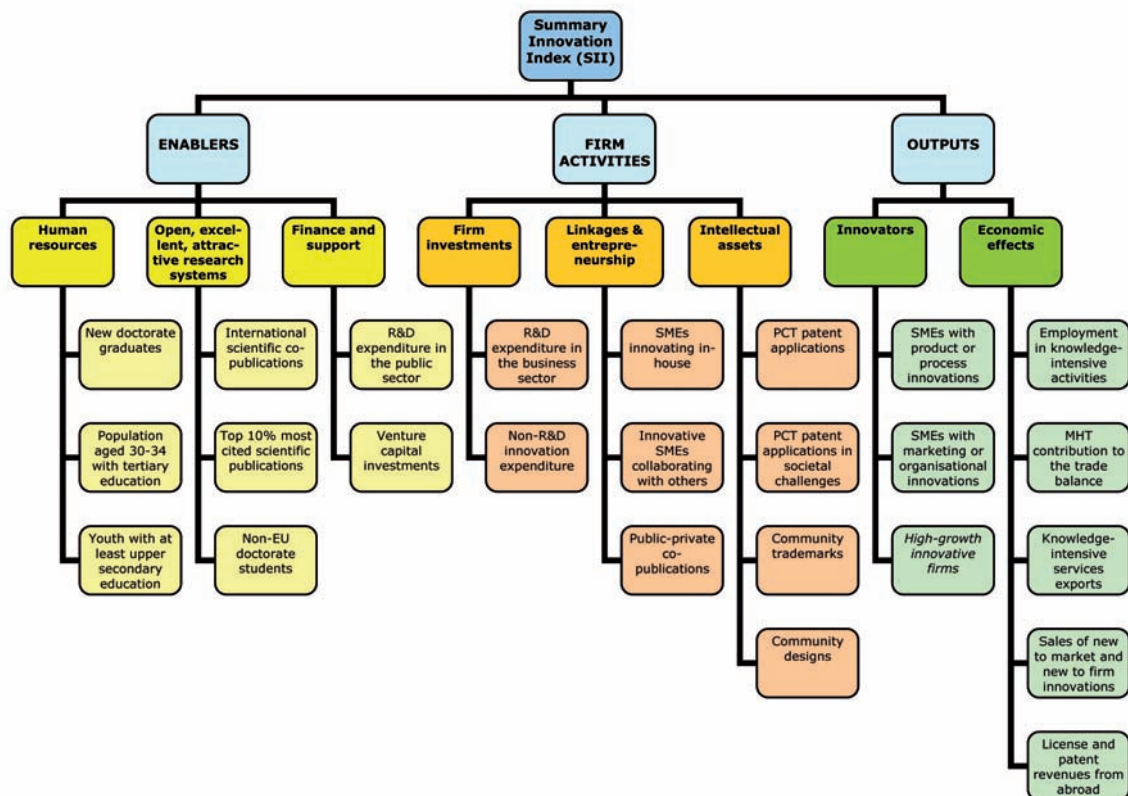 Summary
Innovation
Index (SII)
ENABLERS
FIRM
ACTIVITIES
OUTPUTS
Human
resources
Open, excel-
lent, attrac-
tive research
systems
Finance and
support
Firm
investments
Linkages &
entrepre-
neurship
Intellectual
assets
Innovators
Economic
effects
New doctorate
graduates
Population
aged 30-34
with tertiary
education
Youth with at
least upper
secondary
education
International
scientific co-
publications
Top 10% most
cited scientific
publications
Non-EU
doctorate
students
R&D
expenditure in
the public
sector
Venture
capital
investments
R&D
expenditure in
the business
sector
Non-R&D
innovation
expenditure
SMEs
innovating in-
house
Innovative
SMEs
collaborating
with others
Public-private
co-
publications
PCT patent
applications
PCT patent
applications in
societal
challenges
Community
trademarks
Community
designs
SMEs with
product or
process
innovations
SMEs with
marketing or
organisational
innovations
High-growth
innovative
firms
Employment
in knowledge-
intensive
activities
MHT
contribution to
the trade
balance
Knowledge-
intensive
services
exports
Sales of new
to market and
new to firm
innovations
License and
patent
revenues from
abroad